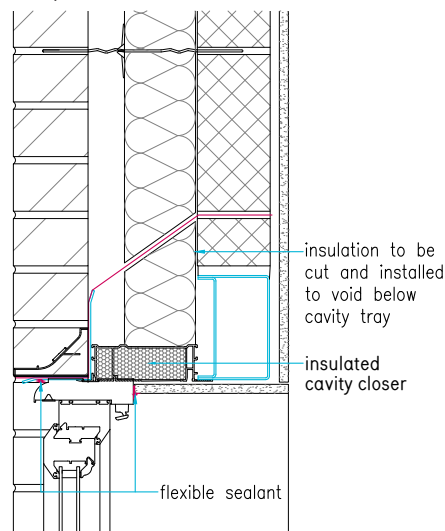 insulation to be
cut and installed
to void below
cavity tray
insulated
cavity closer
flexible sealant